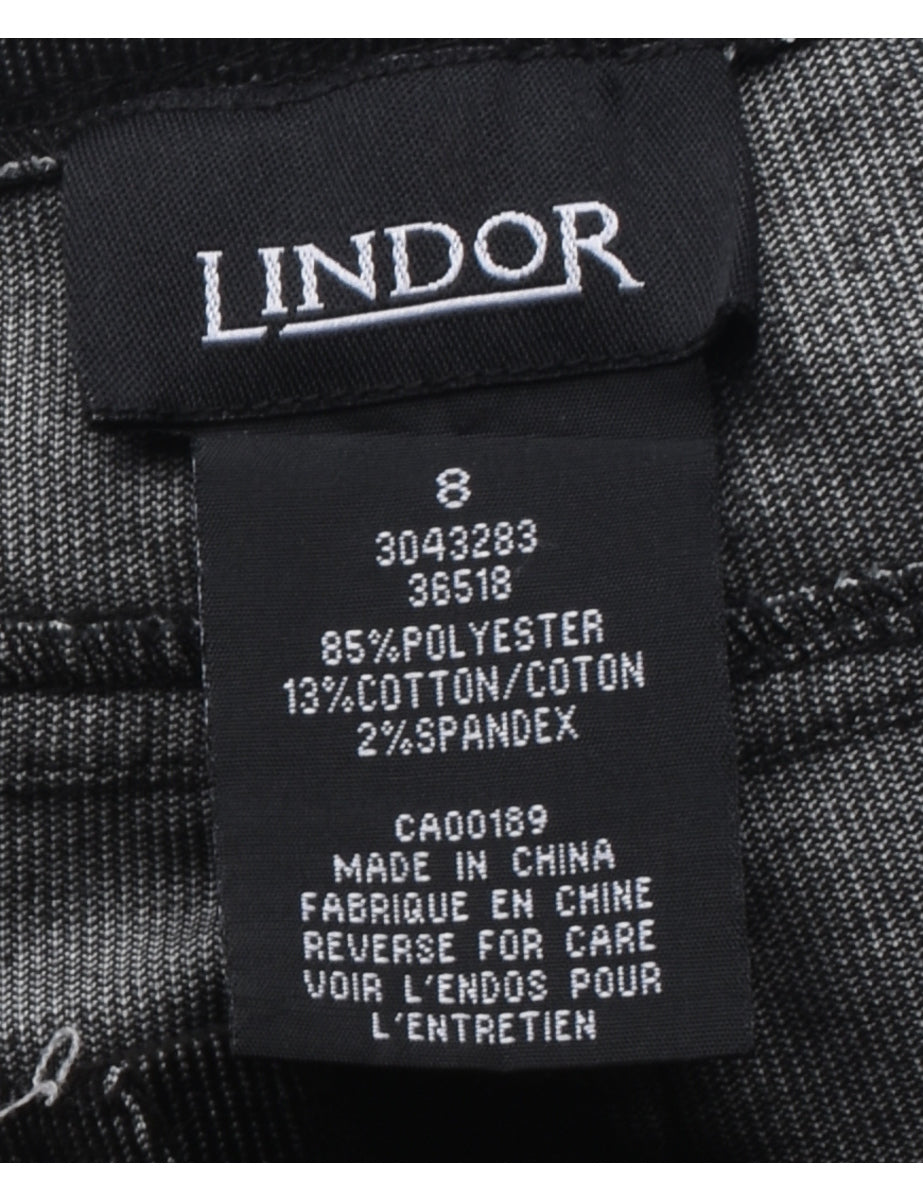 LINDOR
8
3043283
36518
85%POLYESTER
13%COTTON/COTON
2%SPANDEX
CA00189
MADE IN CHINA
FABRIQUE EN CHINE
REVERSE FOR CARE
VOIR L'ENDOS POUR
L'ENTRETIEN